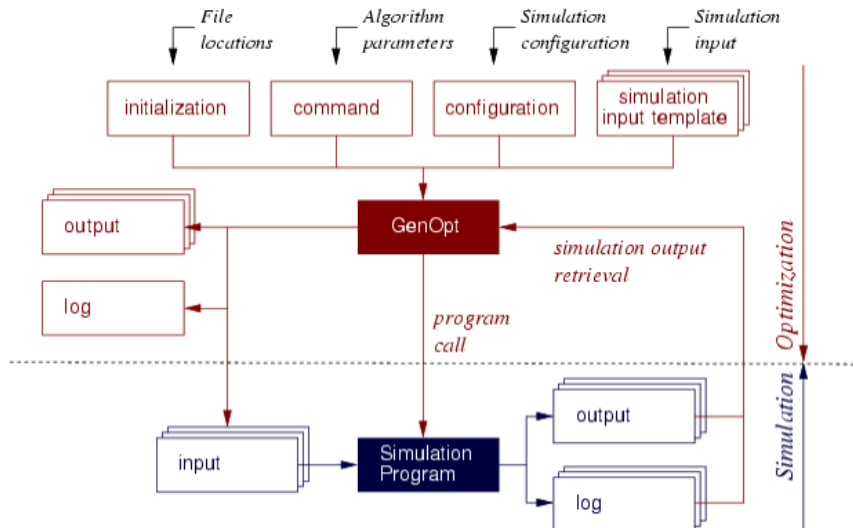 File
locations
Algorithm
parameters
Simulation
configuration
Simulation
input
initialization
command
configuration
simulation
input template
output
GenOpt
simulation output
retrieval
log
program
call
Optimization
Simulation
input
Simulation
Program
output
log